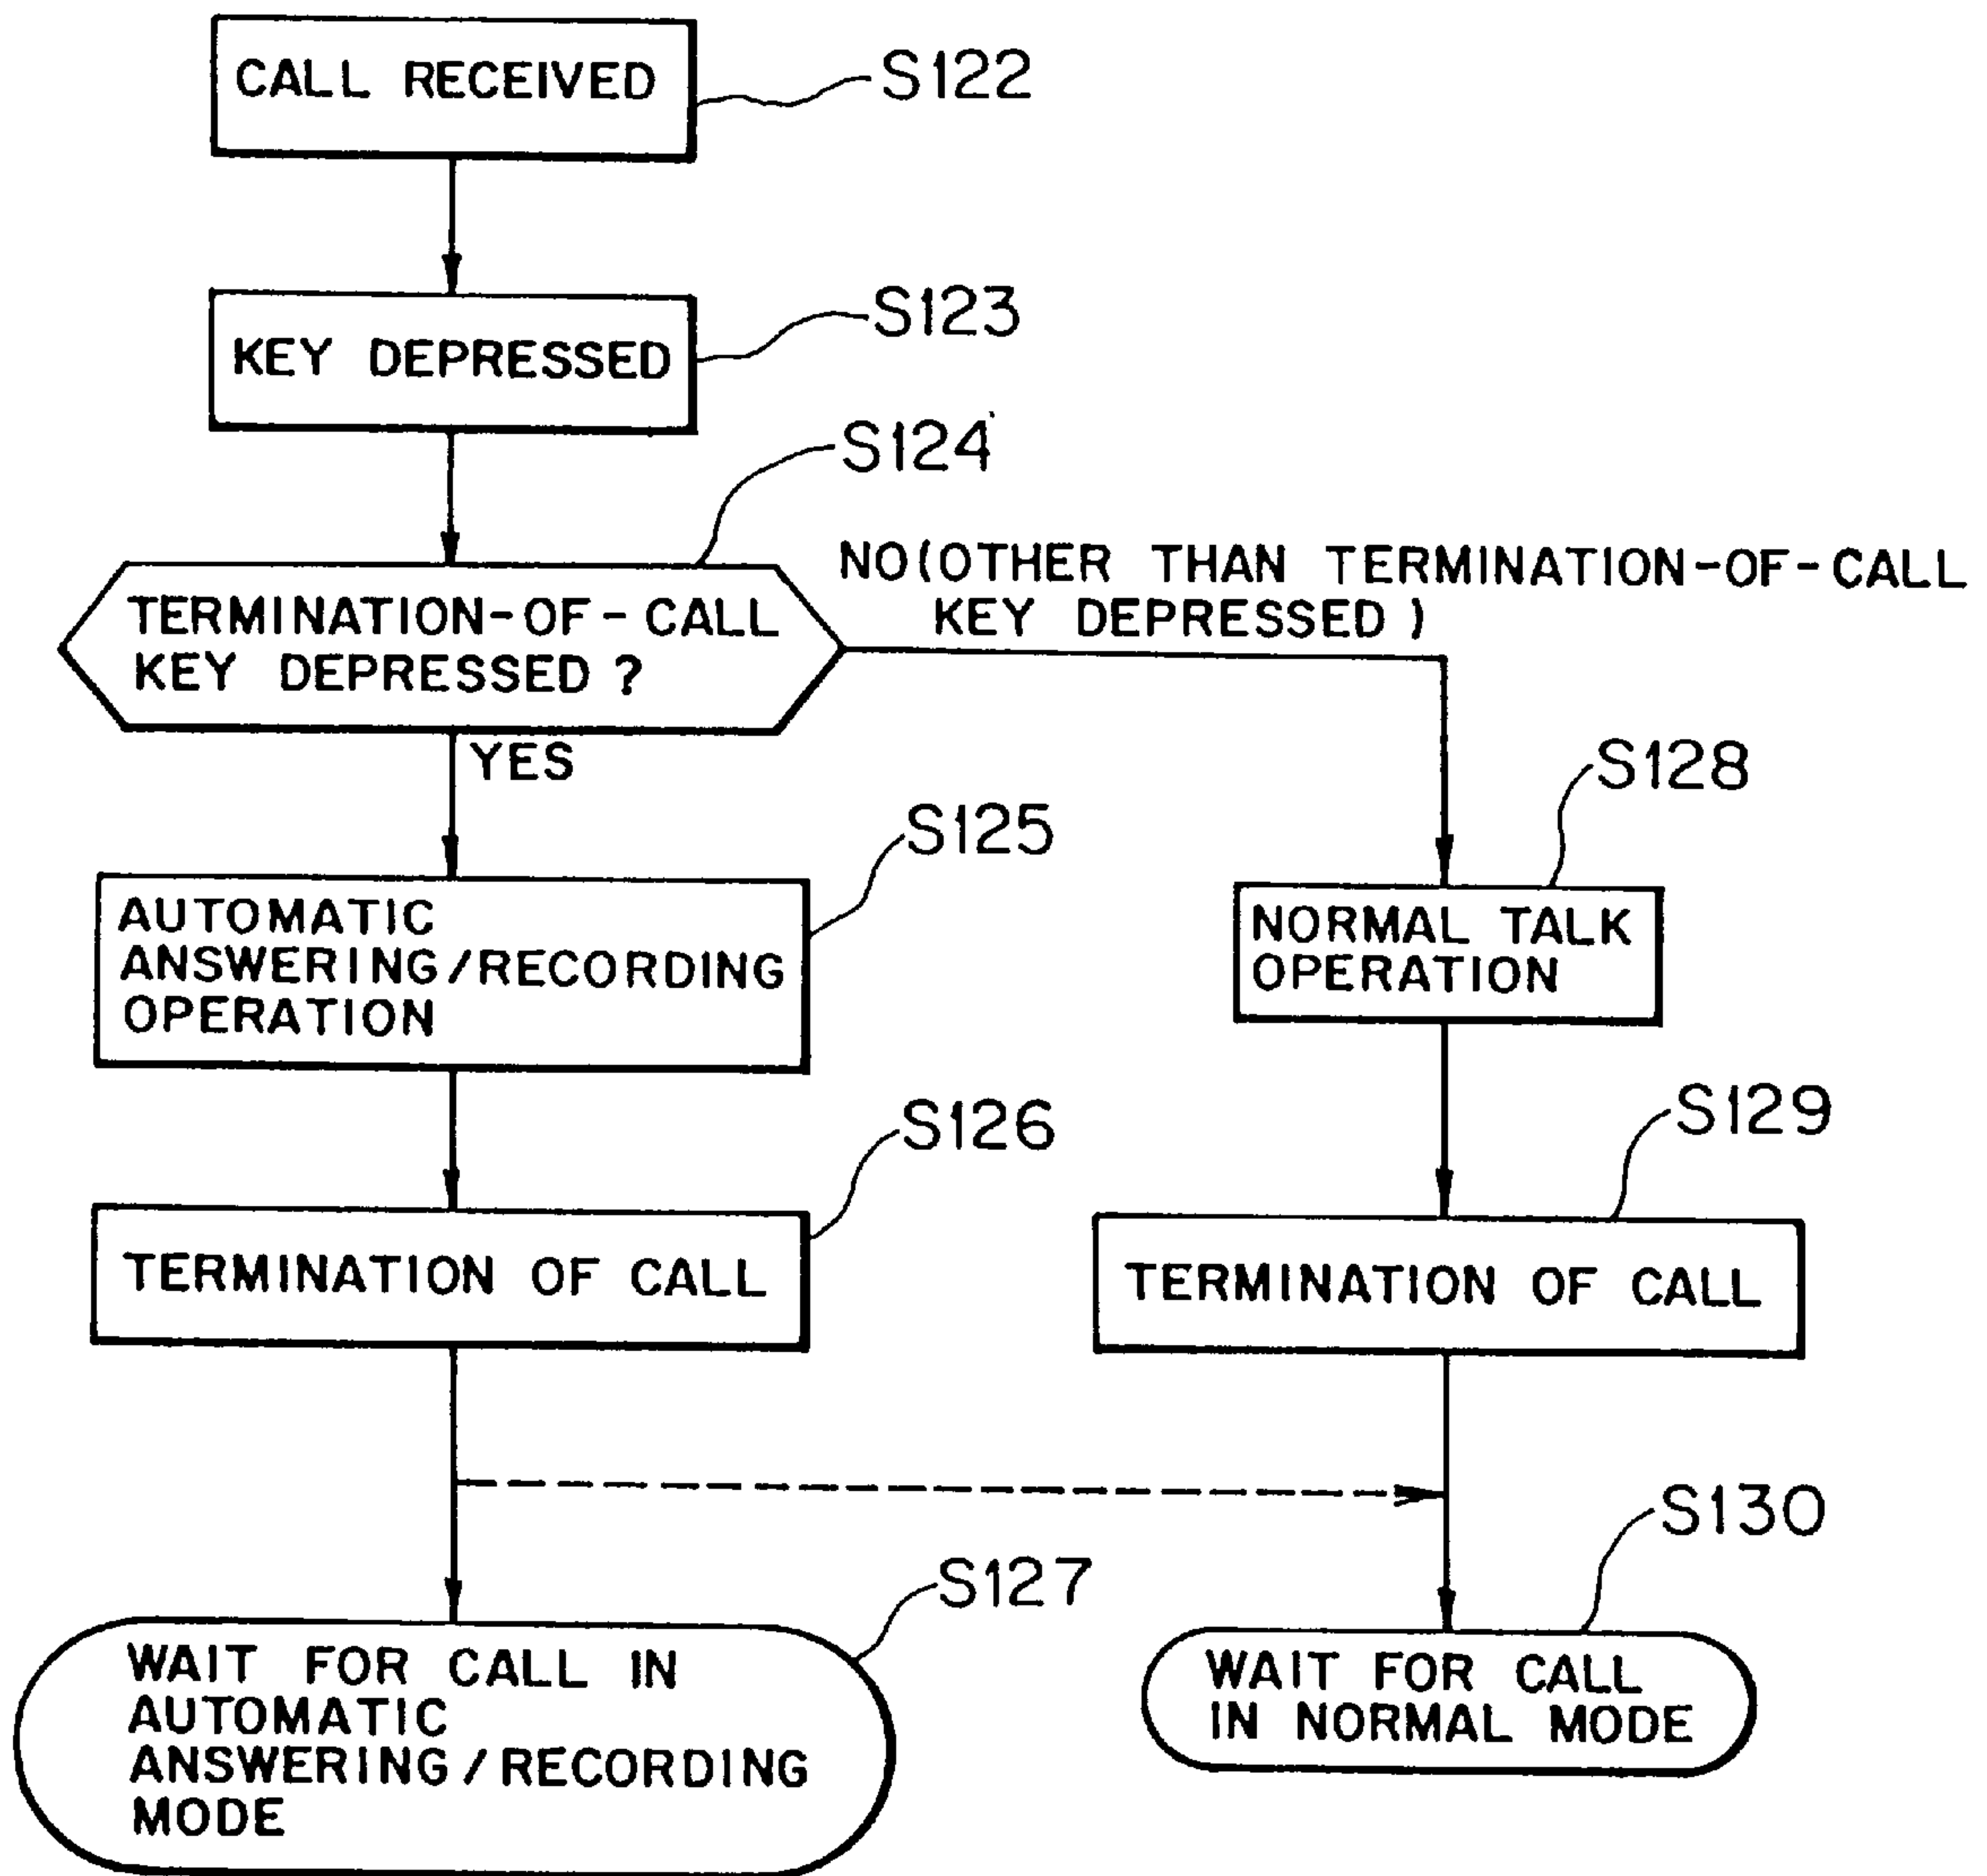 CALL RECEIVED
S122
KEY DEPRESSED
S123
S124
TERMINATION-OF-CALL
KEY DEPRESSED?
NO(OTHER THAN TERMINATION-OF-CALL
KEY DEPRESSED)
YES
S125
AUTOMATIC
ANSWERING/RECORDING
OPERATION
S128
NORMAL TALK
OPERATION
S126
TERMINATION OF CALL
S129
TERMINATION OF CALL
S127
WAIT FOR CALL IN
AUTOMATIC
ANSWERING/RECORDING
MODE
S130
WAIT FOR CALL
IN NORMAL MODE